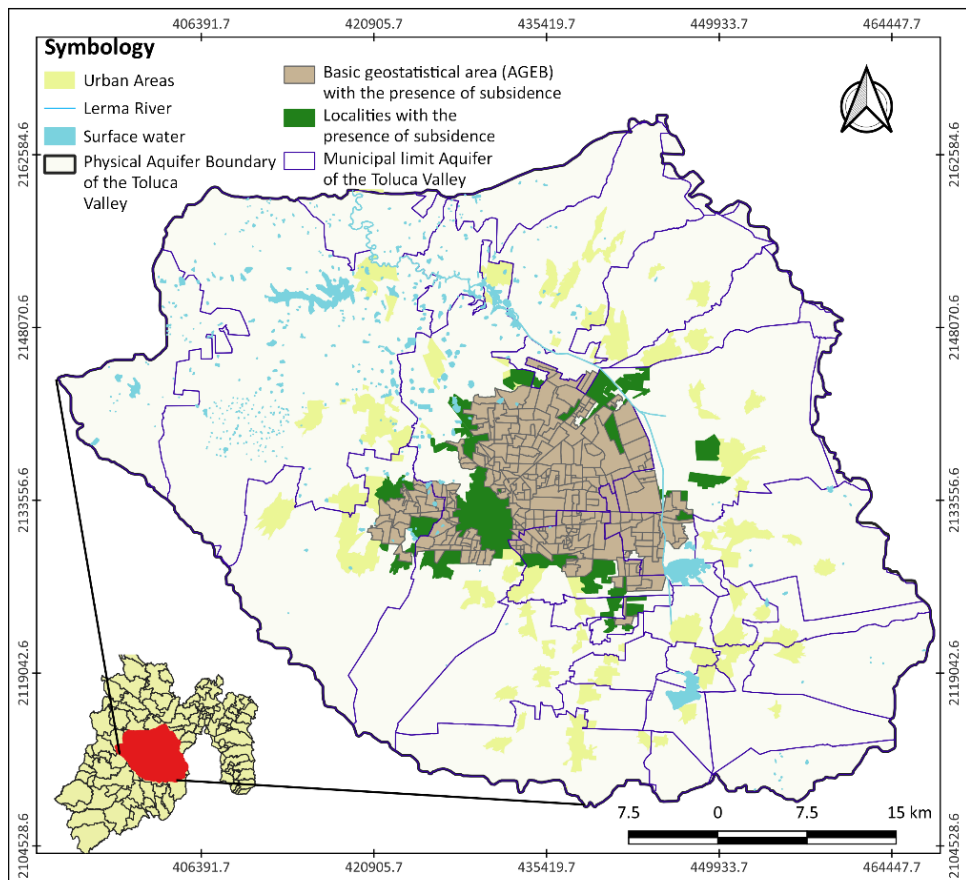 406391.7 420905.7 435419.7 449933.7 464447.7
Symbology
Urban Areas
Lerma River
Surface water
Physical Aquifer Boundary
of the Toluca
Valley
Basic geostatistical area (AGEB)
with the presence of subsidence
Localities with the
presence of subsidence
Municipal limit Aquifer
of the Toluca Valley
2162584.6
2148070.6
2133556.6
2119042.6
2104528.6
2162584.6
2148070.6
2133556.6
2119042.6
2104528.6
7.5 0 7.5 15 km
406391.7 420905.7 435419.7 449933.7 464447.7